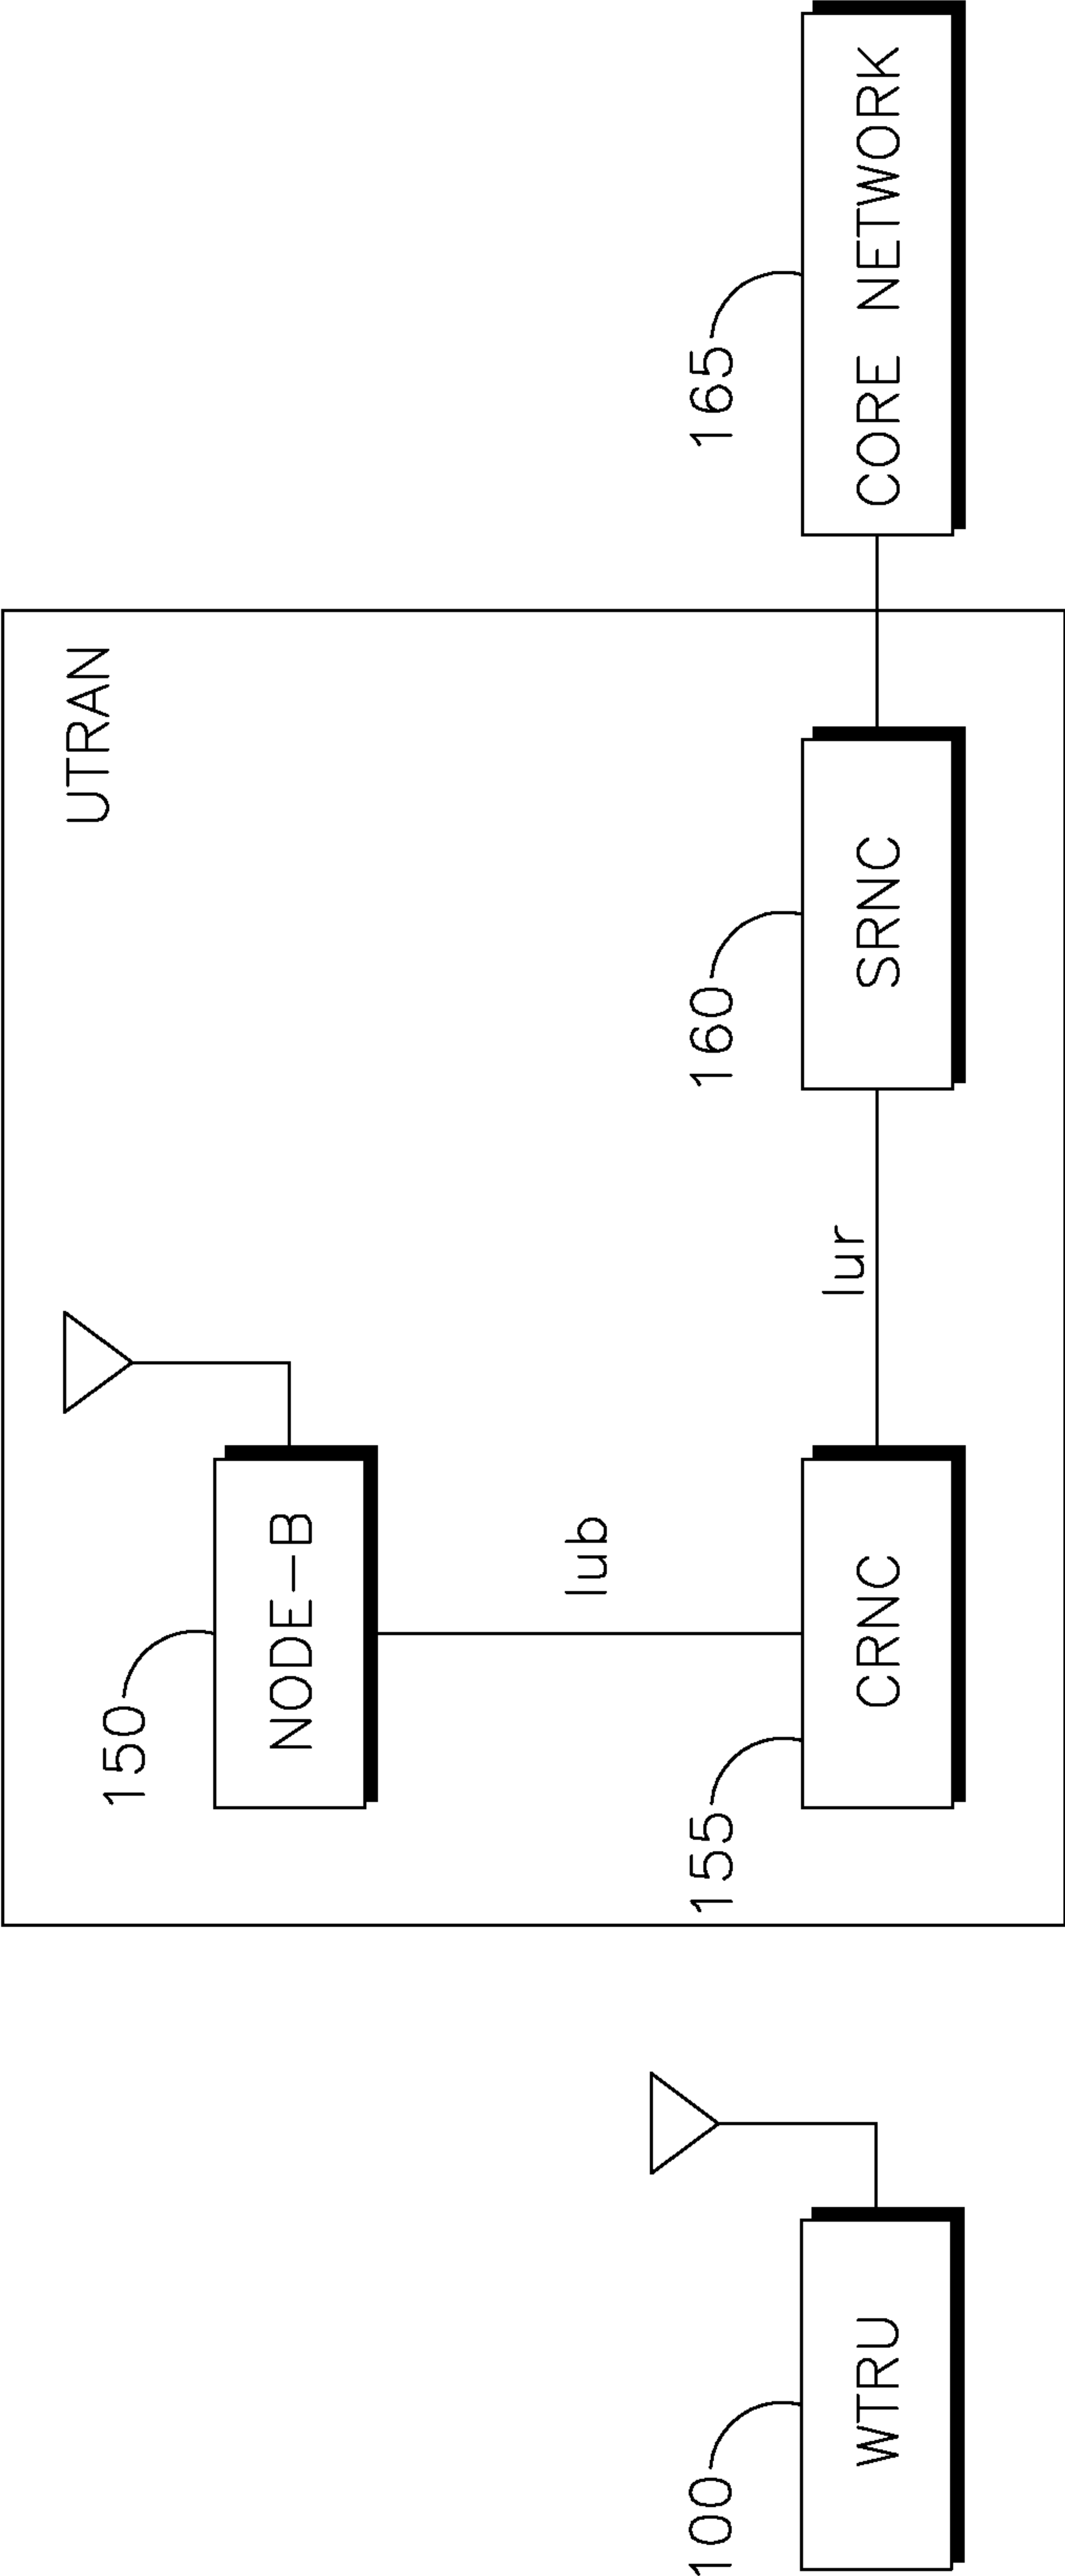 UTRAN
150
NODE-B
Iub
100
WTRU
155
CRNC
Iur
160
SRNC
165
CORE NETWORK